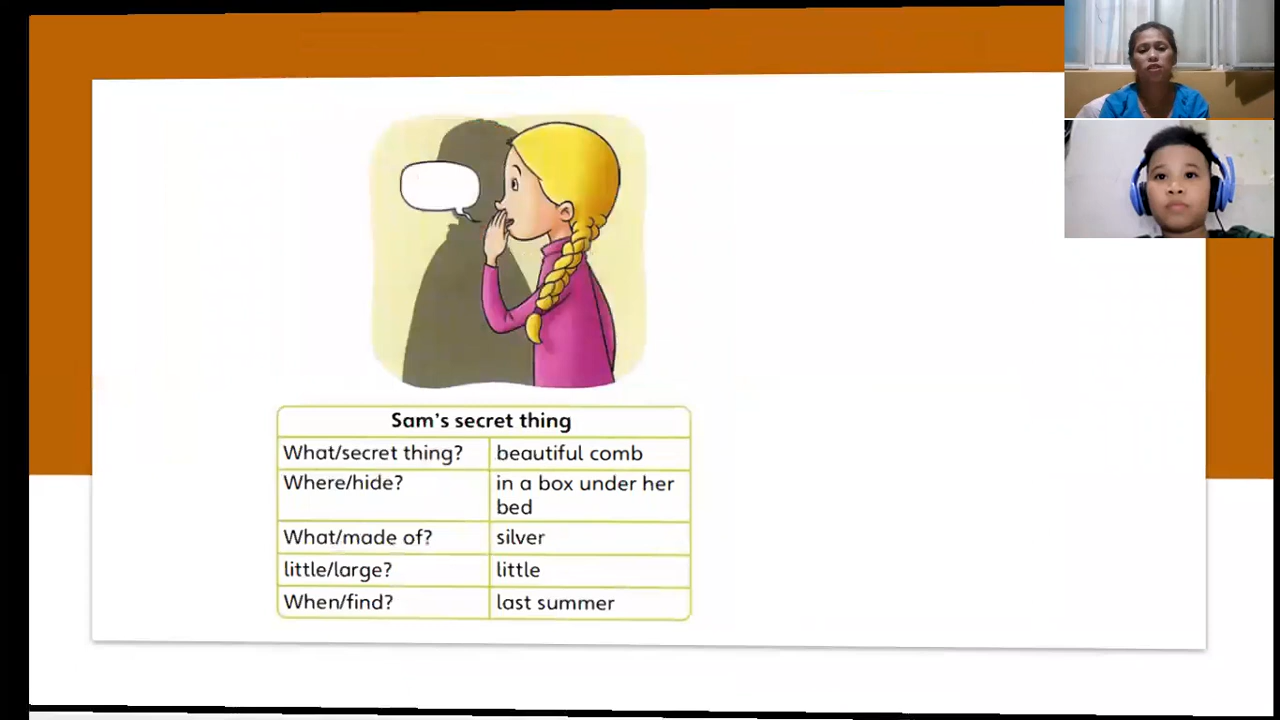 Sam's secret thing
What/secret thing? beautiful comb
Where/hide? in a box under her
bed
What/made of? silver
little/large? little
When/find? last summer